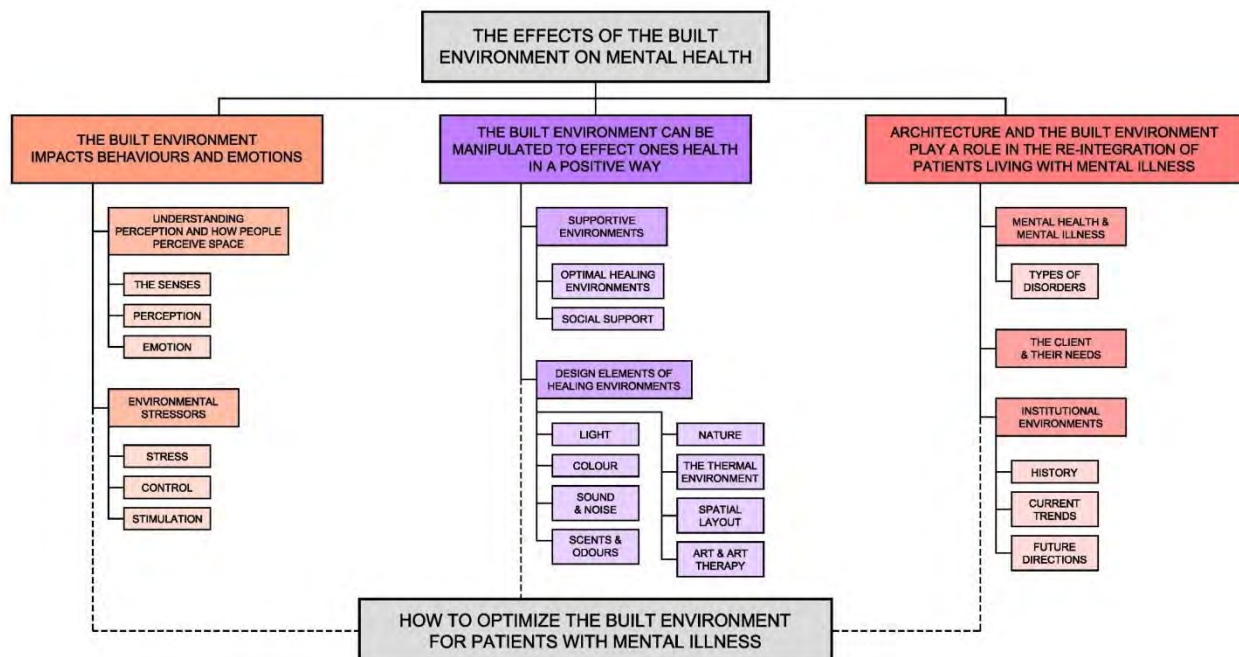 THE EFFECTS OF THE BUILT
ENVIRONMENT ON MENTAL HEALTH
THE BUILT ENVIRONMENT
IMPACTS BEHAVIOURS AND EMOTIONS
UNDERSTANDING
PERCEPTION AND HOW PEOPLE
PERCEIVE SPACE
THE SENSES
PERCEPTION
EMOTION
ENVIRONMENTAL
STRESSORS
STRESS
CONTROL
STIMULATION
THE BUILT ENVIRONMENT CAN BE
MANIPULATED TO EFFECT ONES HEALTH
IN A POSITIVE WAY
SUPPORTIVE
ENVIRONMENTS
OPTIMAL HEALING
ENVIRONMENTS
SOCIAL SUPPORT
DESIGN ELEMENTS OF
HEALING ENVIRONMENTS
LIGHT
COLOUR
SOUND
& NOISE
SCENTS &
ODOURS
NATURE
THE THERMAL
ENVIRONMENT
SPATIAL
LAYOUT
ART & ART
THERAPY
ARCHITECTURE AND THE BUILT ENVIRONMENT
PLAY A ROLE IN THE RE-INTEGRATION OF
PATIENTS LIVING WITH MENTAL ILLNESS
MENTAL HEALTH &
MENTAL ILLNESS
TYPES OF
DISORDERS
THE CLIENT
& THEIR NEEDS
INSTITUTIONAL
ENVIRONMENTS
HISTORY
CURRENT
TRENDS
FUTURE
DIRECTIONS
HOW TO OPTIMIZE THE BUILT ENVIRONMENT
FOR PATIENTS WITH MENTAL ILLNESS